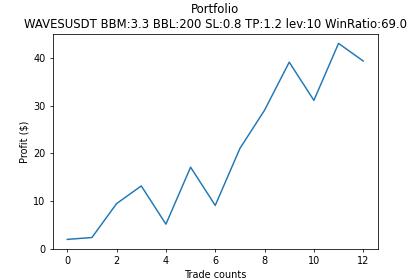 Portfolio
WAVESUSDT BBM:3.3 BBL:200 SL:0.8 TP:1.2 lev:10 WinRatio:69.0
40
30
20
10
0
Profit ($)
0 2 4 6 8 10 12
Trade counts